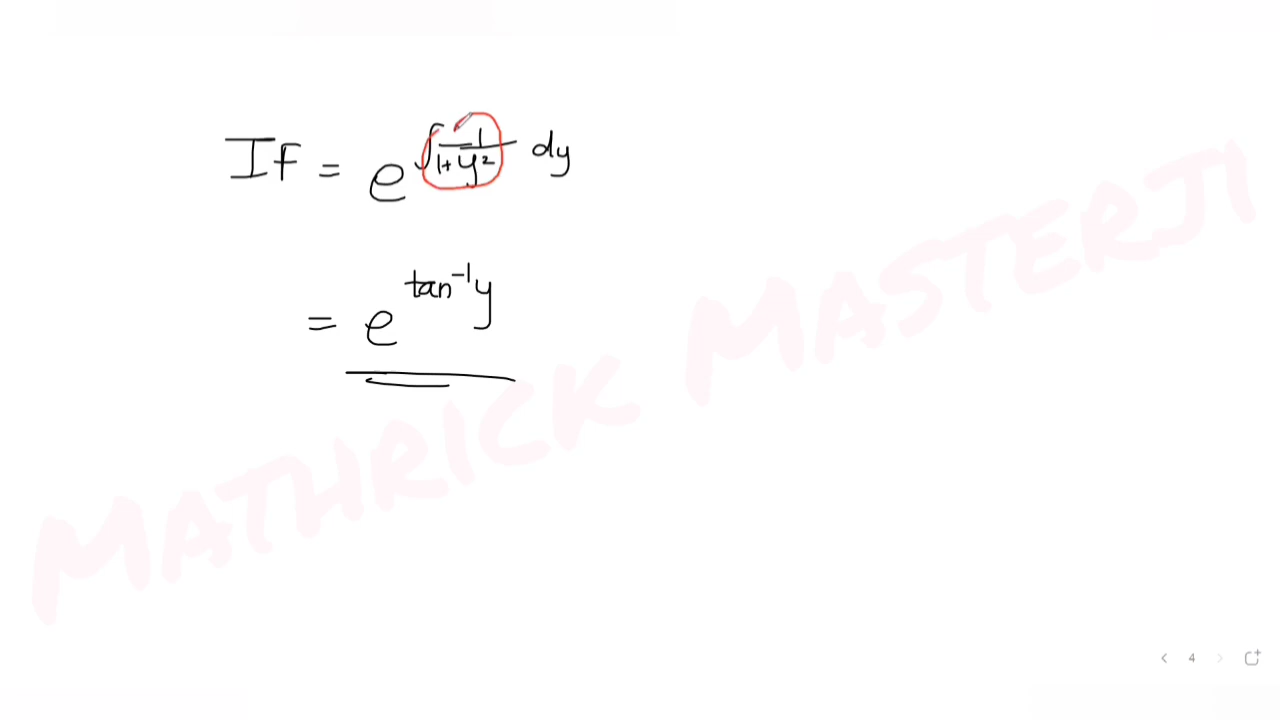 IF = e^∫ 1/1+y² dy
= e^tan⁻¹y
MATHRICK MASTERJI
< 4 >